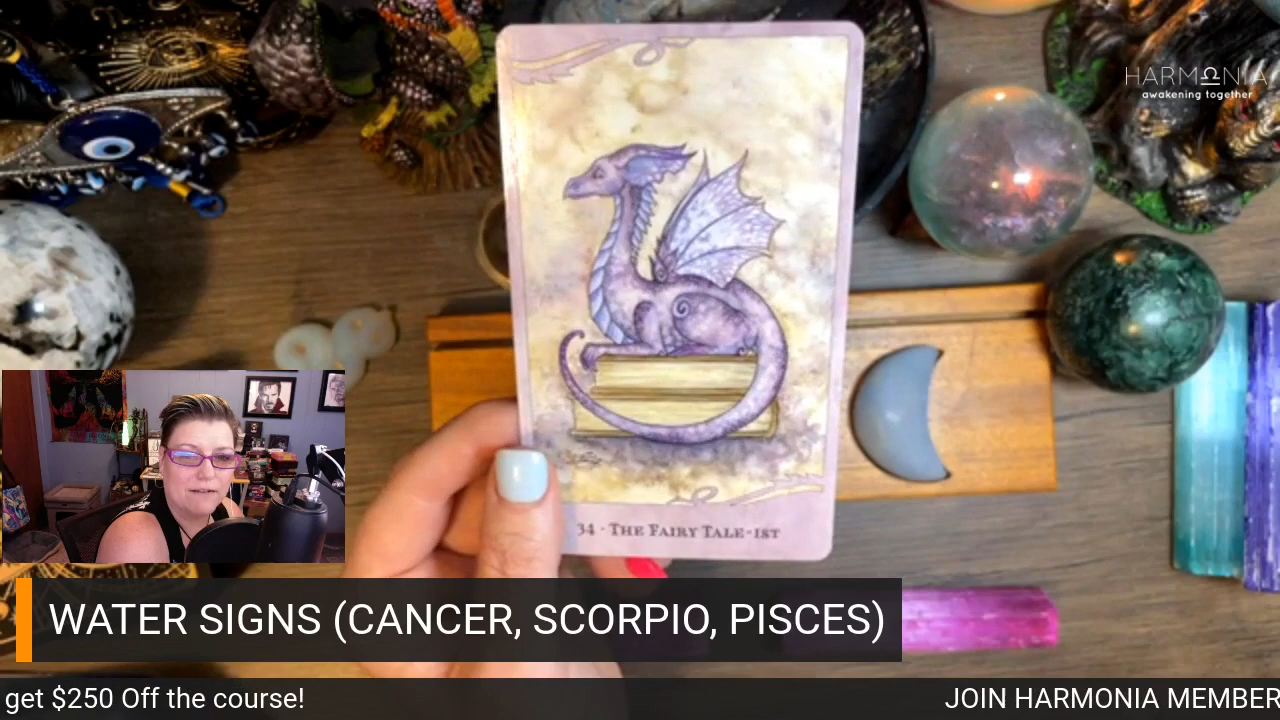 HARMONIA
awakening together
34 · THE FAIRY TALE-IST
WATER SIGNS (CANCER, SCORPIO, PISCES)
get $250 Off the course!
JOIN HARMONIA MEMBER